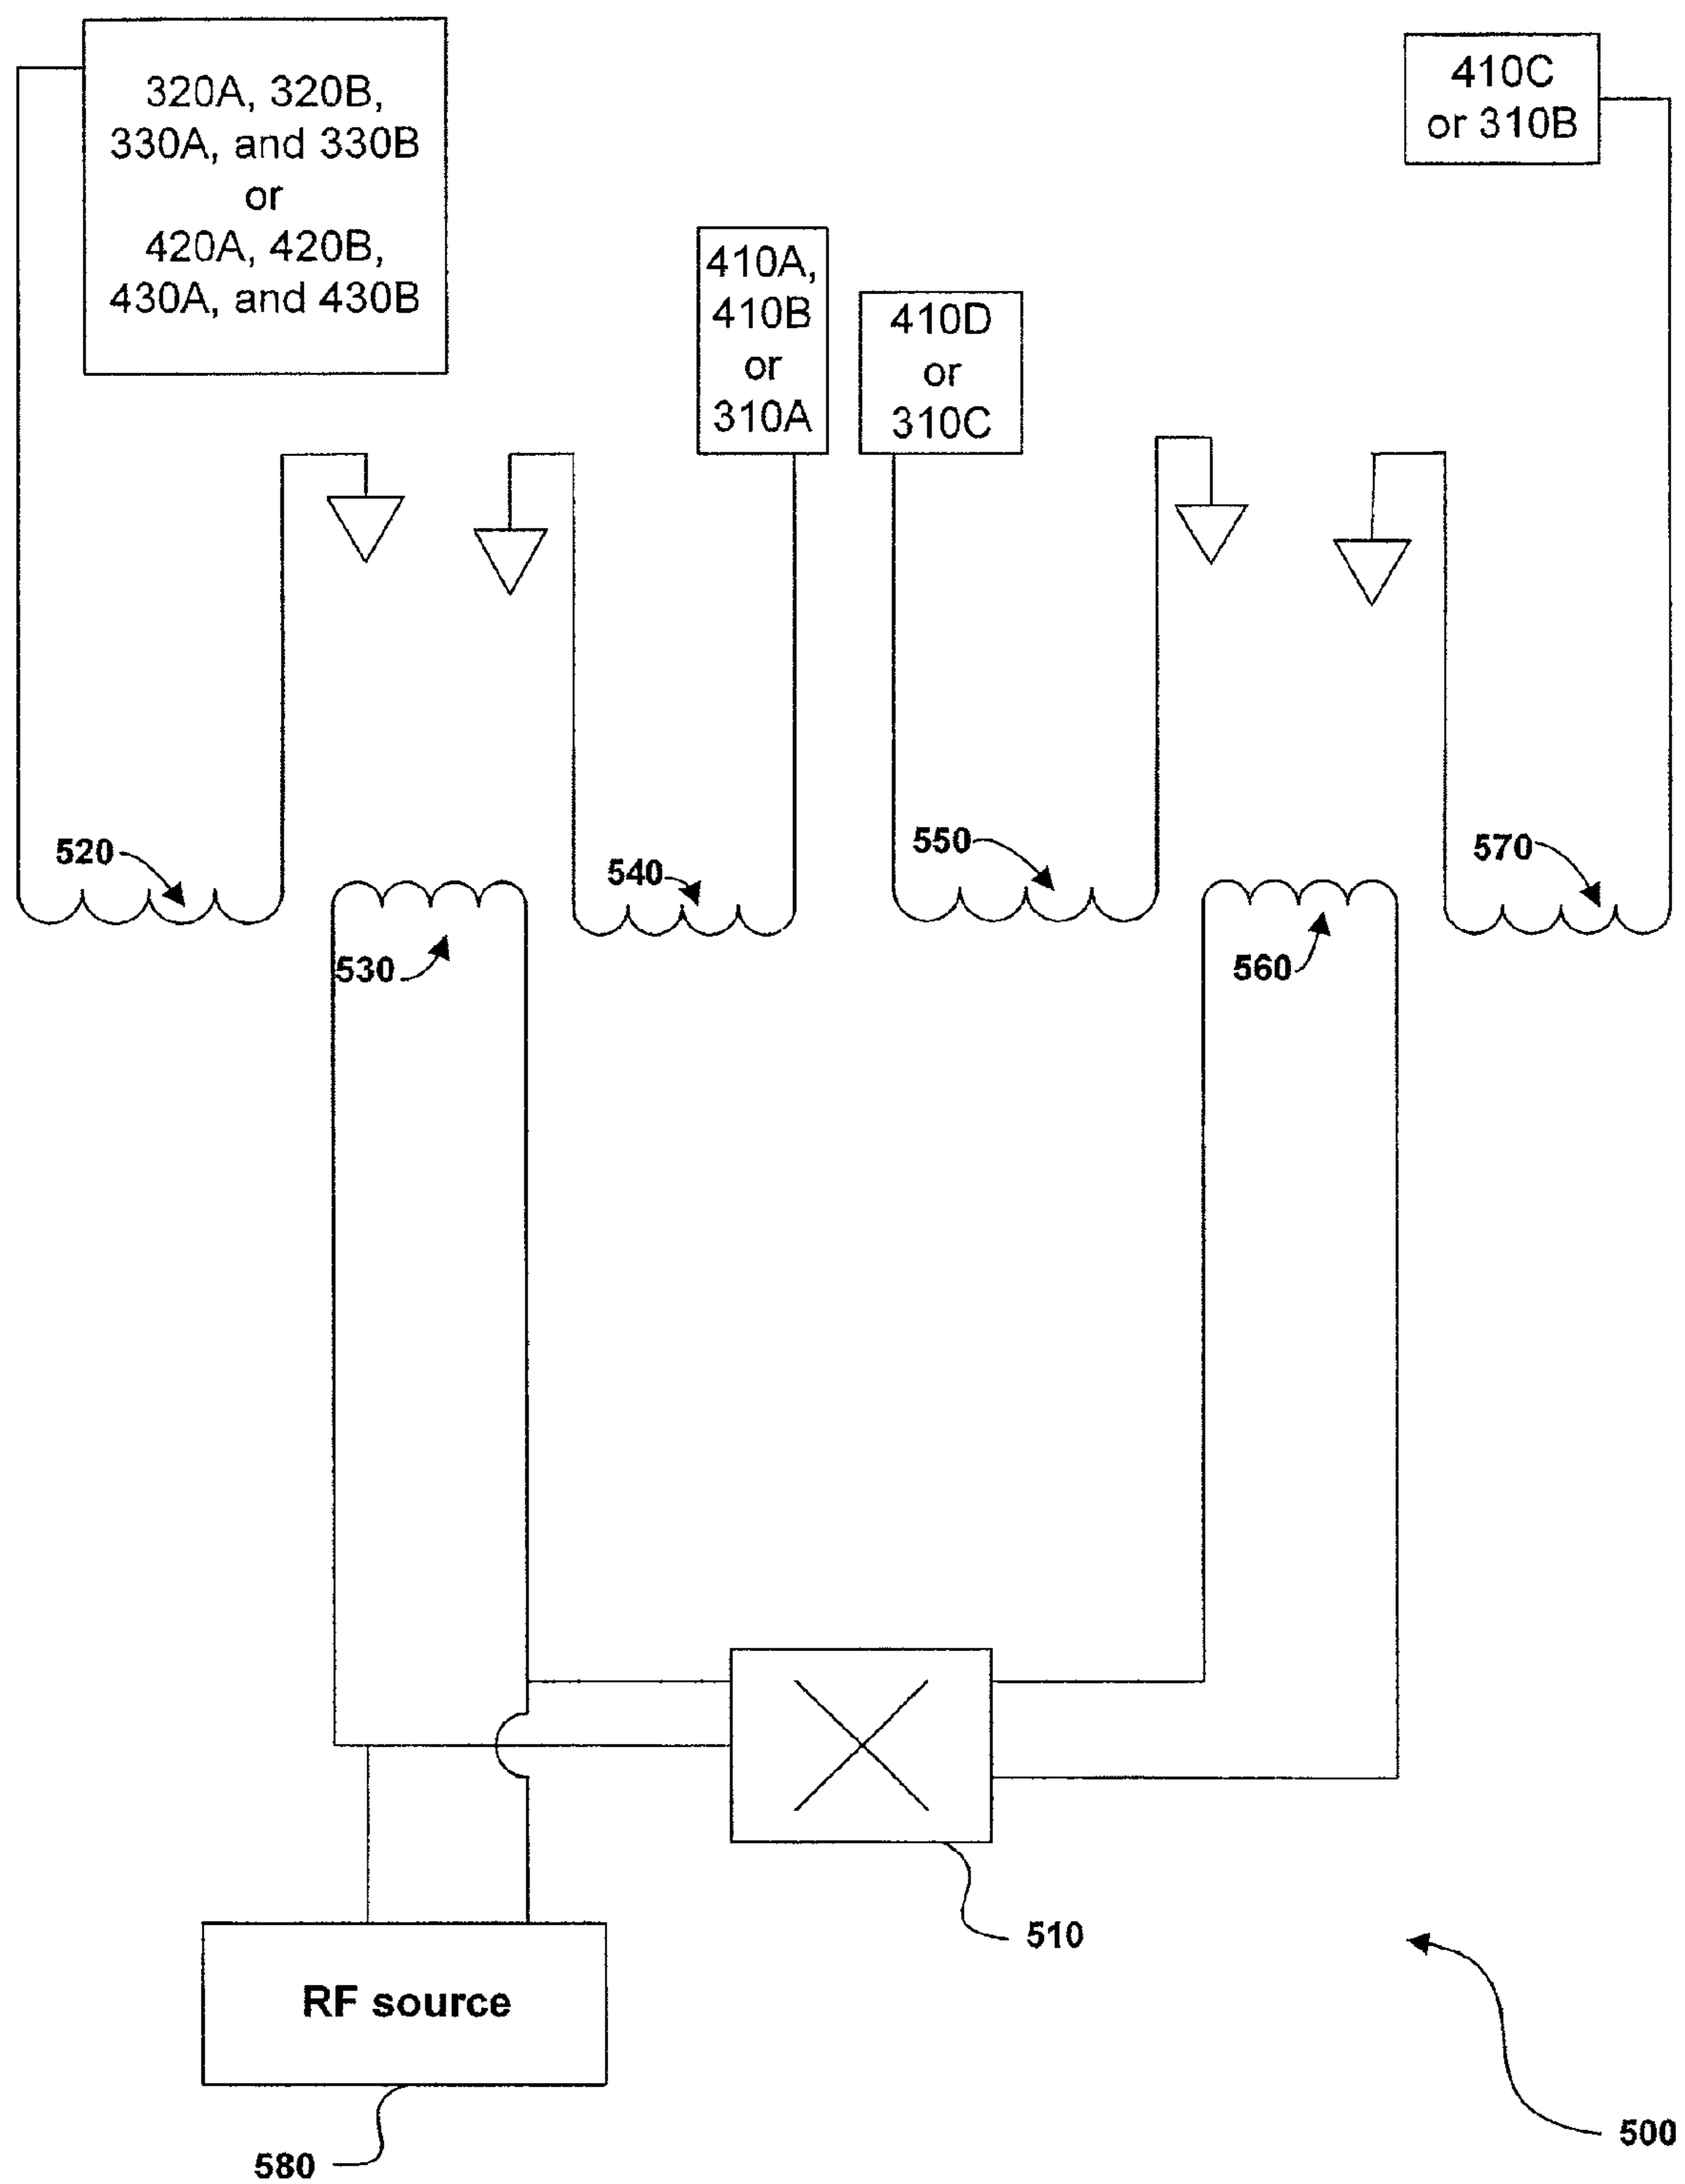 320A, 320B,
330A, and 330B
or
420A, 420B,
430A, and 430B
410C
or 310B
410A,
410B
or
310A
410D
or
310C
520
530
540
550
560
570
510
RF source
580
500